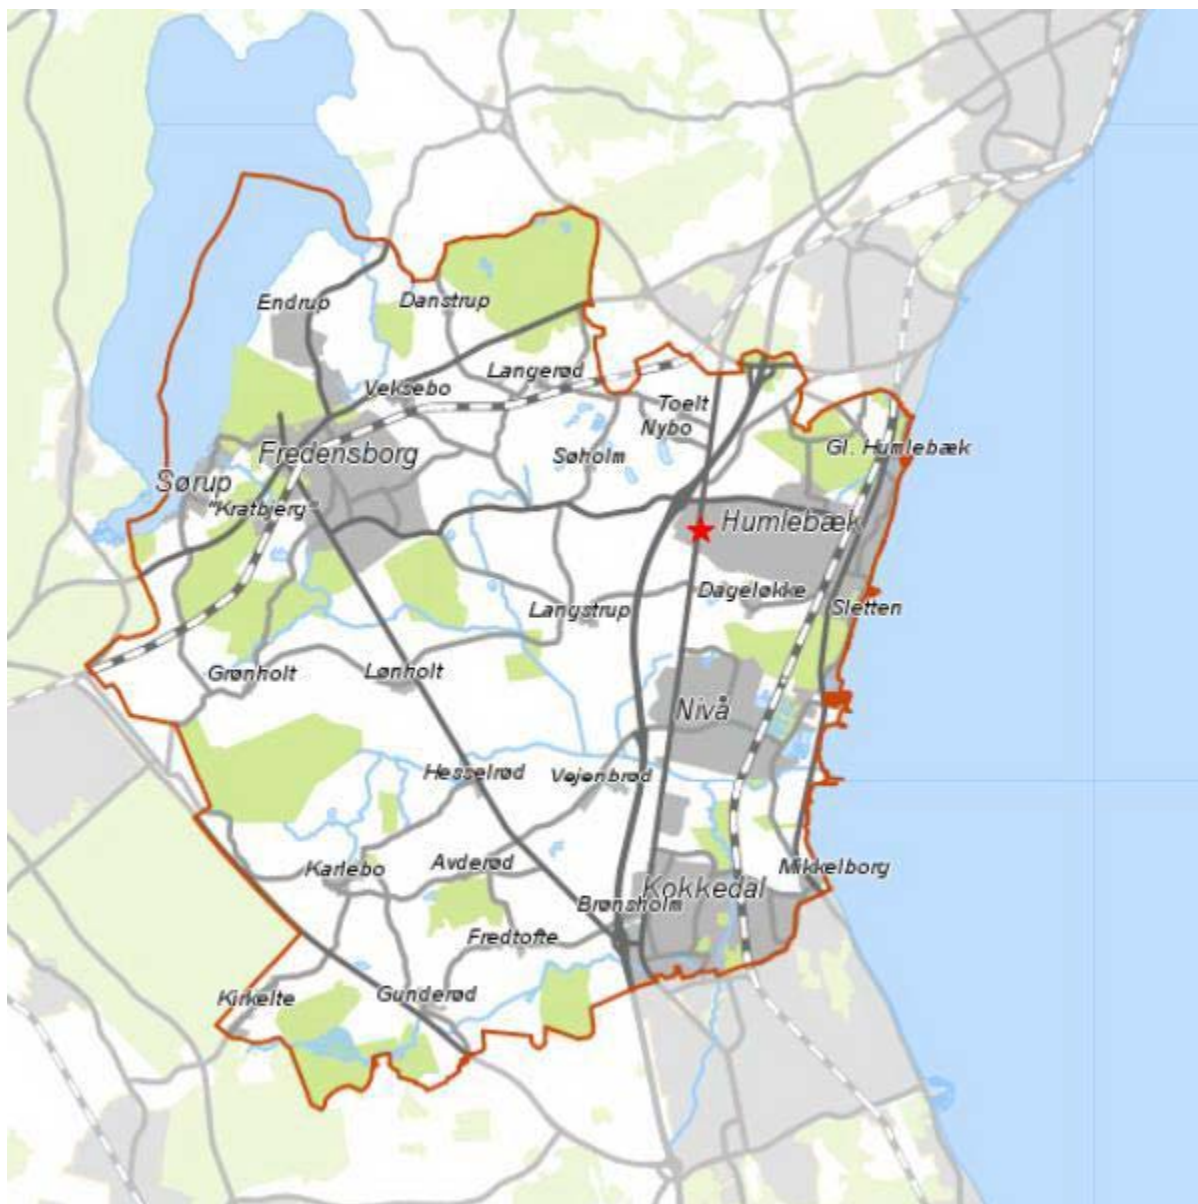 Endrup
Danstrup
Langerød
Veksebo
Toelt
Nybo
Gl. Humlebæk
Fredensborg
Søholm
Sørup
"Kratbjerg"
Humlebæk
Dageløkke
Langstrup
Sletten
Grønholt
Lønholt
Nivå
Hesselrød
Vejenbrød
Karlebo
Avderød
Mikkelborg
Kokkedal
Brønsholm
Fredtofte
Kirkelte
Gunderød